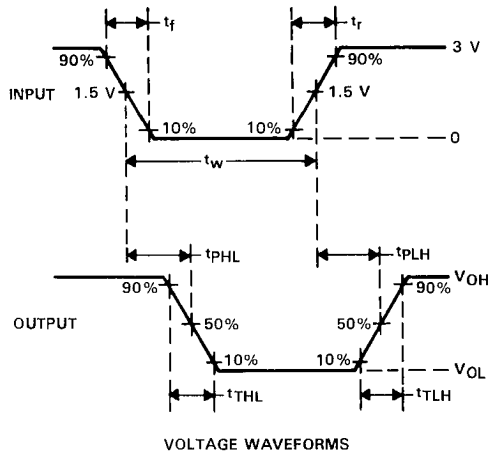 tf
tr
3 V
90%
90%
INPUT
1.5 V
1.5 V
10%
10%
0
tw
tPHL
tPLH
VOH
90%
90%
OUTPUT
50%
50%
10%
10%
VOL
tTHL
tTLH
VOLTAGE WAVEFORMS